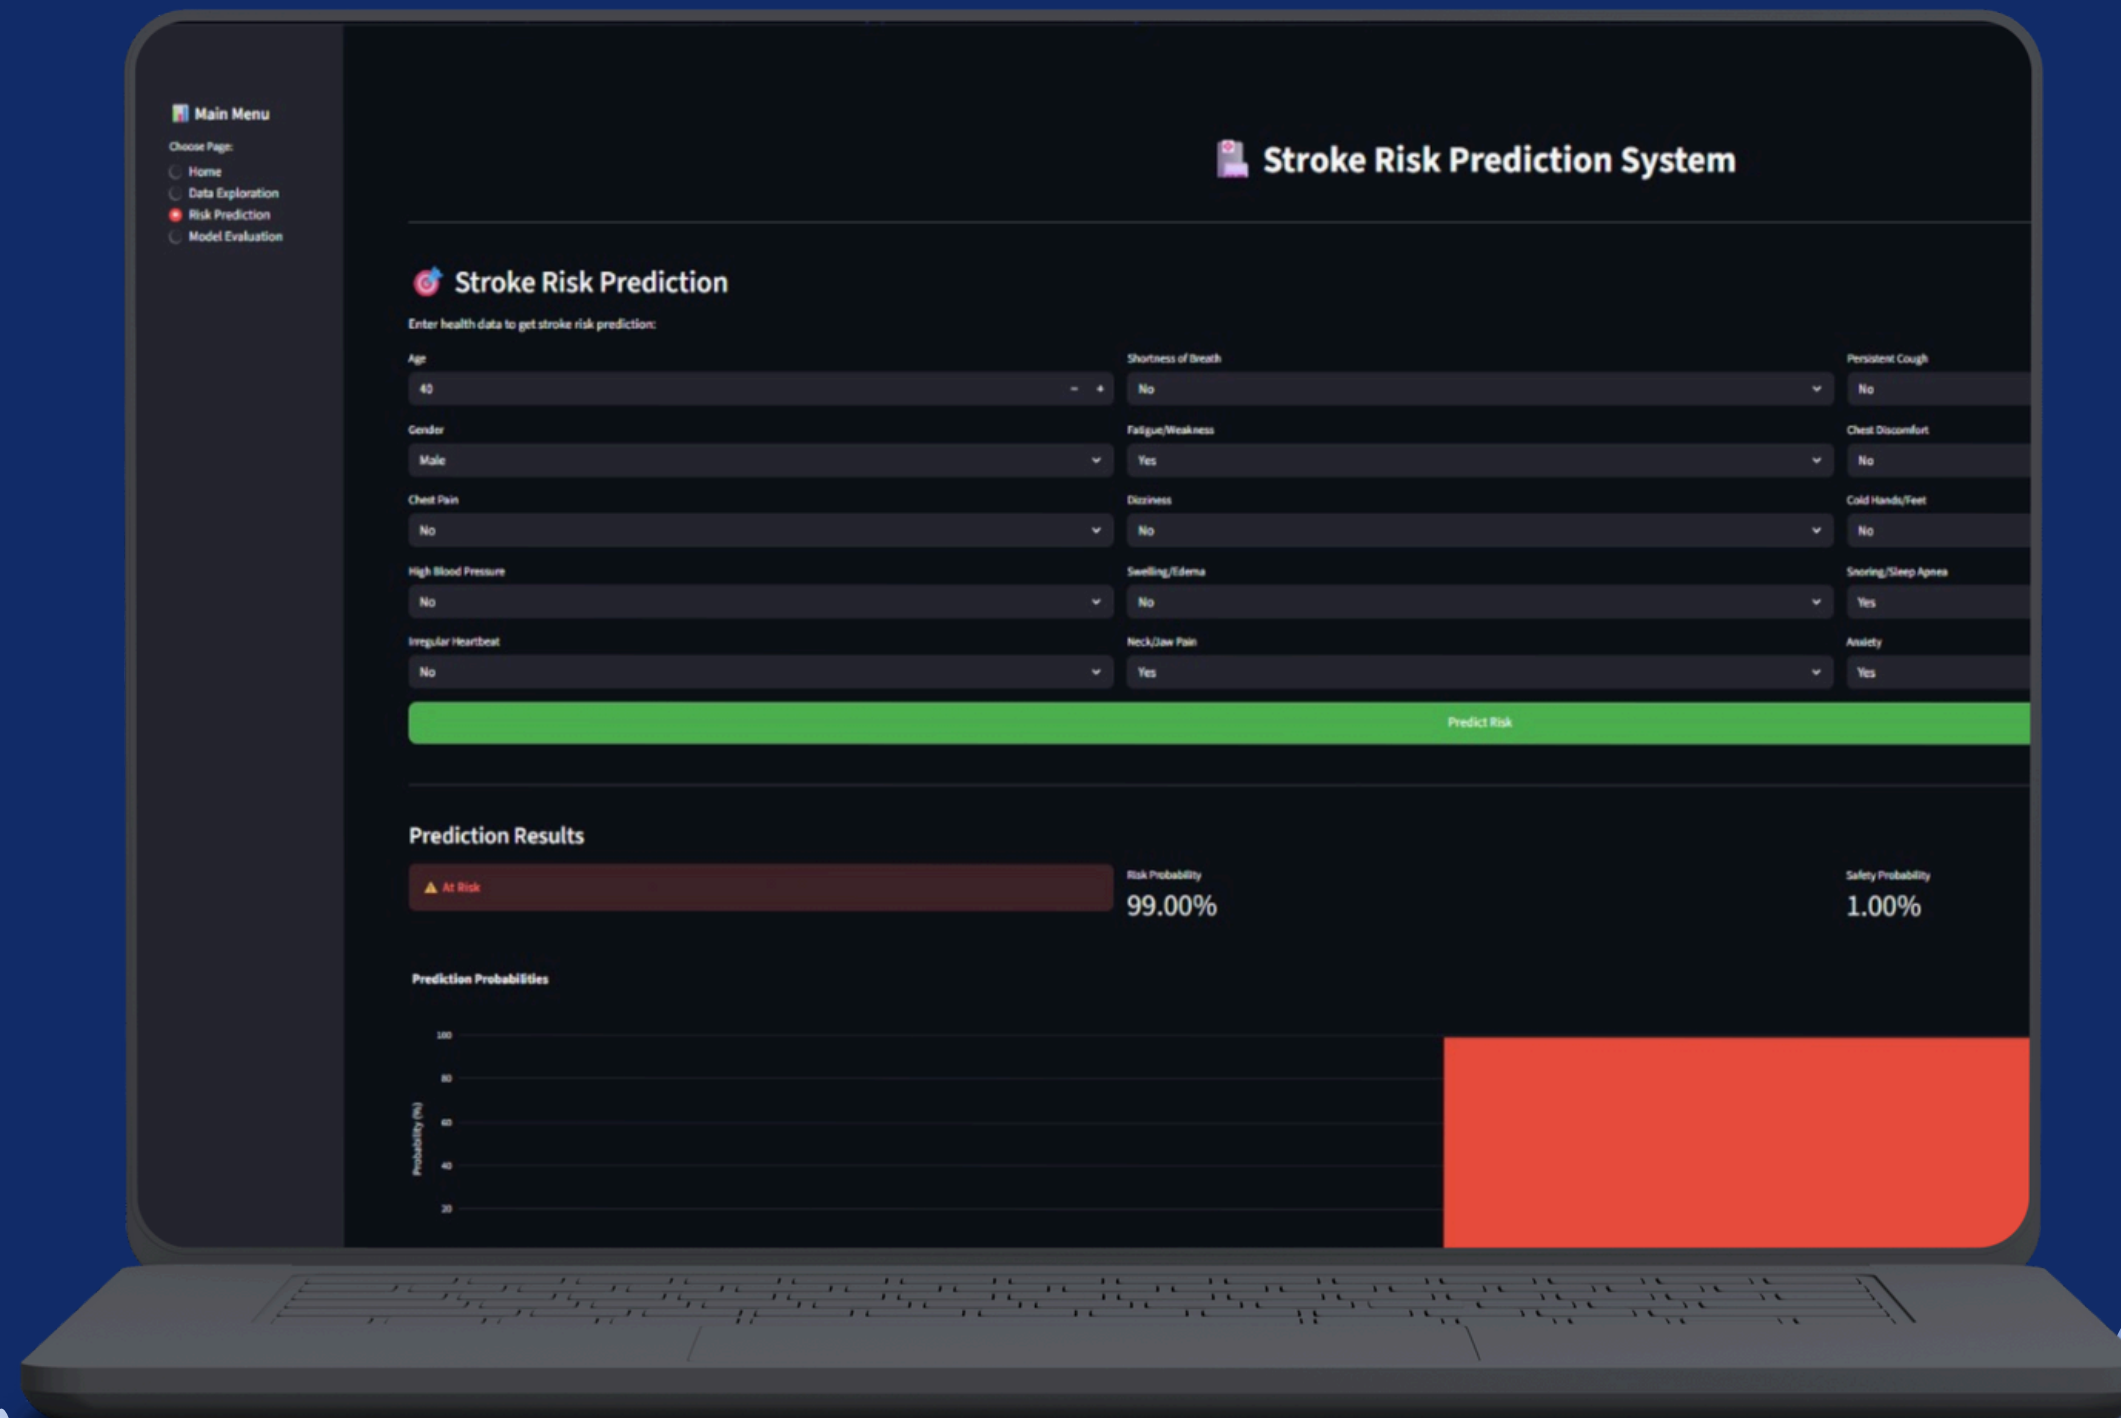 Main Menu
Choose Page:
Home
Data Exploration
Risk Prediction
Model Evaluation
Stroke Risk Prediction System
Stroke Risk Prediction
Enter health data to get stroke risk prediction:
Age
40
- +
Shortness of Breath
No
Persistent Cough
No
Gender
Male
Fatigue/Weakness
Yes
Chest Discomfort
No
Chest Pain
No
Dizziness
No
Cold Hands/Feet
No
High Blood Pressure
No
Swelling/Edema
No
Snoring/Sleep Apnea
Yes
Irregular Heartbeat
No
Neck/Jaw Pain
Yes
Anxiety
Yes
Predict Risk
Prediction Results
At Risk
Risk Probability
99.00%
Safety Probability
1.00%
Prediction Probabilities
Probability (%)
100
80
60
40
20